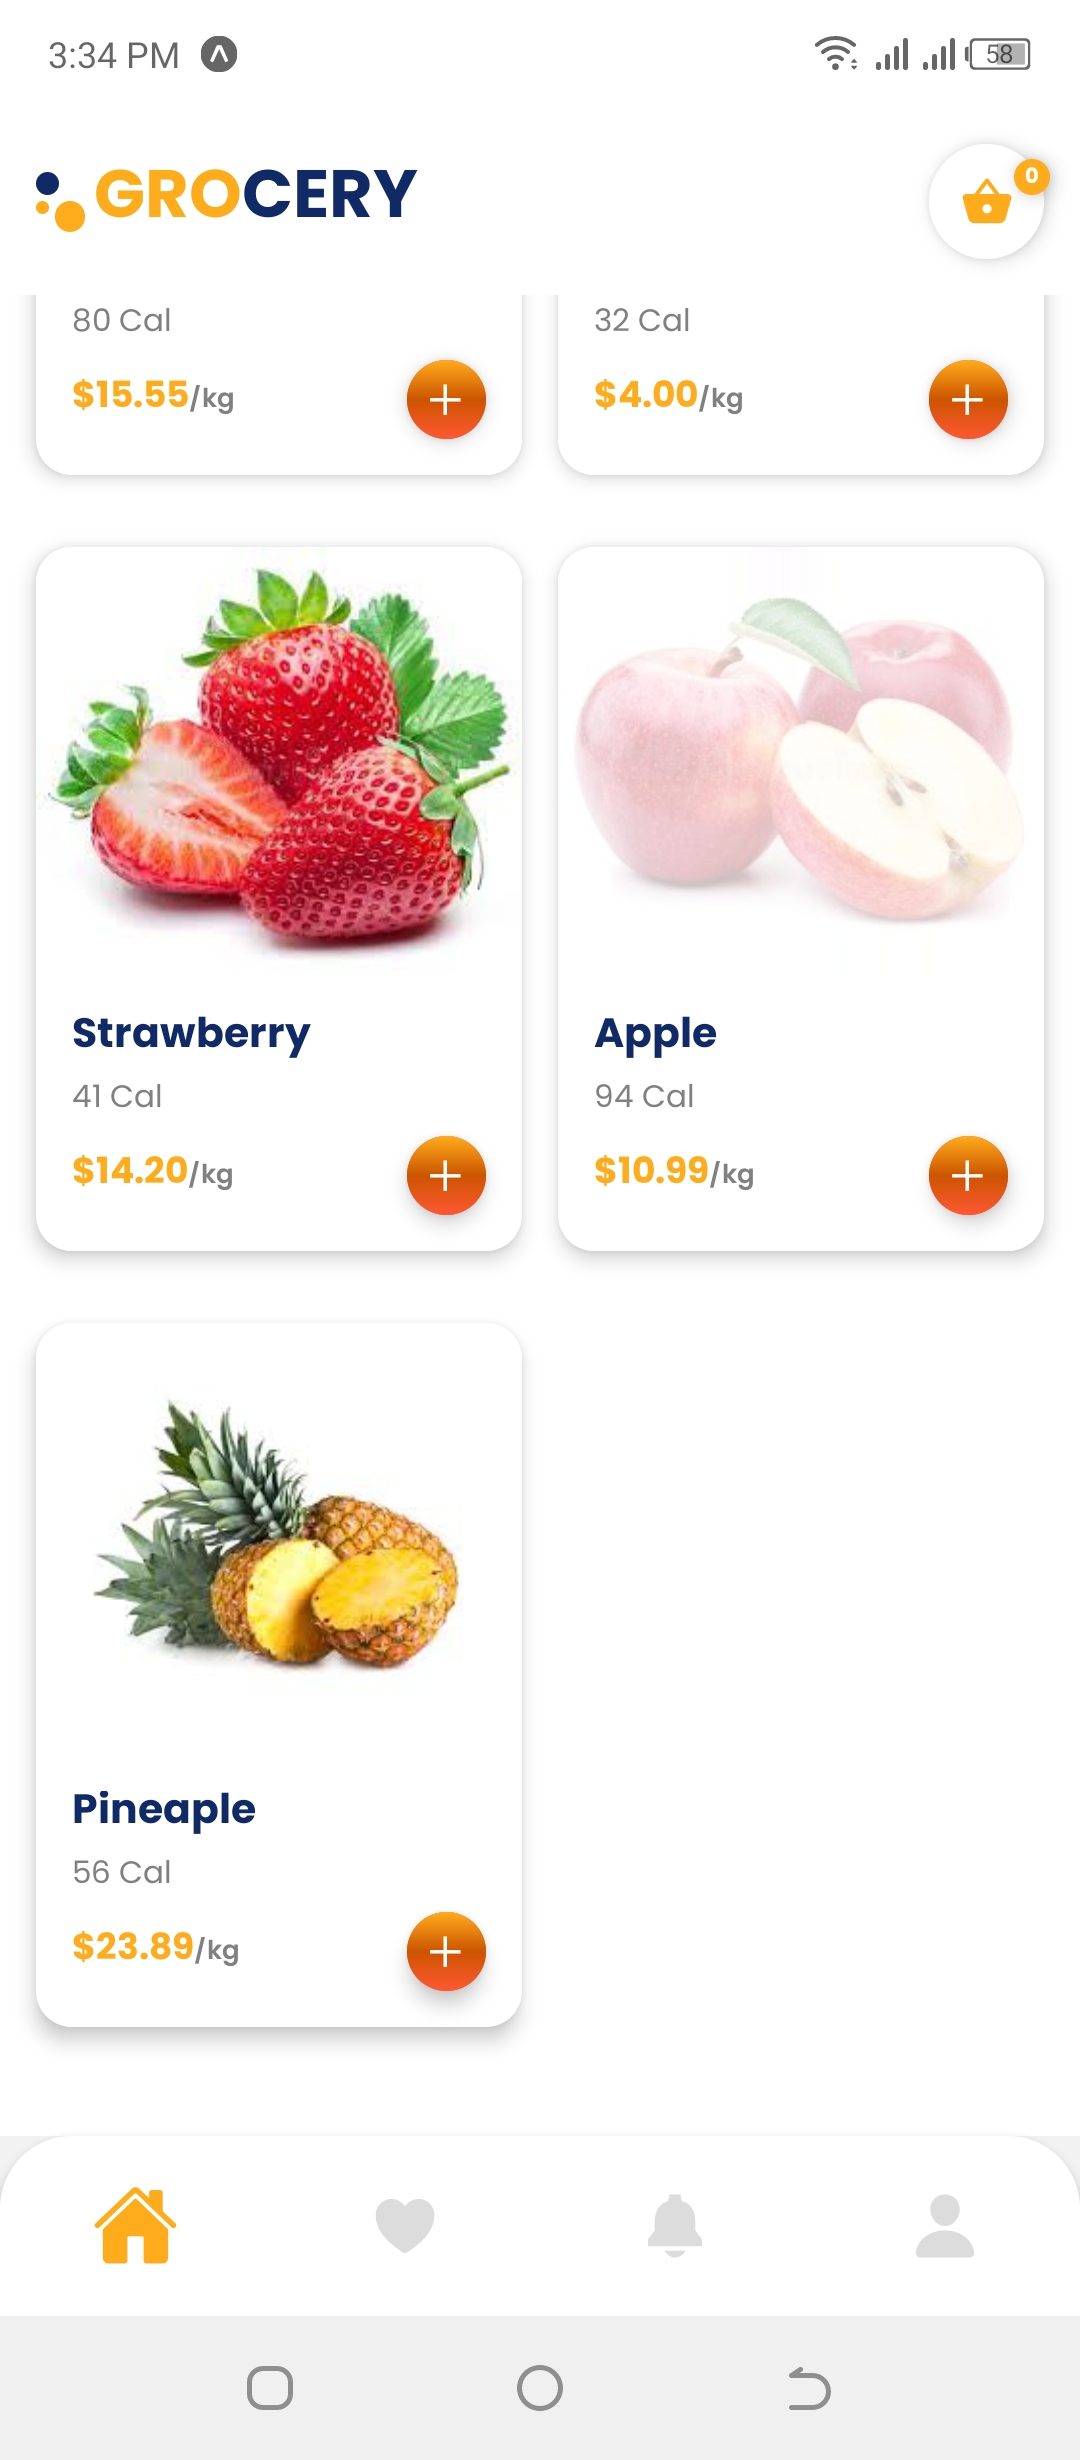 3:34 PM 58
GROCERY 0
80 Cal 32 Cal
$15.55/kg $4.00/kg
Strawberry Apple
41 Cal 94 Cal
$14.20/kg $10.99/kg
Pineaple
56 Cal
$23.89/kg